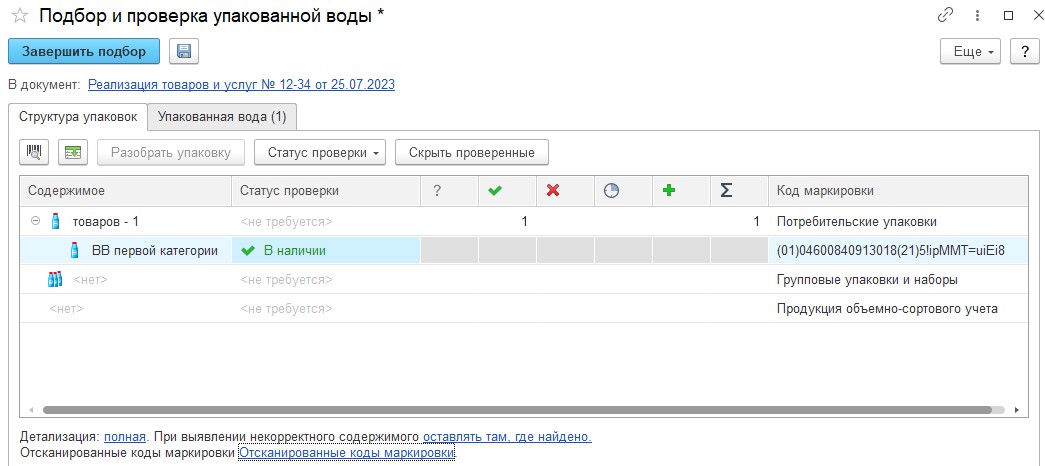 Подбор и проверка упакованной воды *
Завершить подбор
Еще
?
В документ: Реализация товаров и услуг № 12-34 от 25.07.2023
Структура упаковок
Упакованная вода (1)
Разобрать упаковку
Статус проверки
Скрыть проверенные
Содержимое Статус проверки ? Σ Код маркировки
товаров - 1 <не требуется> 1 1 Потребительские упаковки
ВВ первой категории В наличии (01)04600840913018(21)5!ipMMT=uiEi8
<нет> <не требуется> Групповые упаковки и наборы
<нет> <не требуется> Продукция объемно-сортового учета
Детализация: полная. При выявлении некорректного содержимого оставлять там, где найдено.
Отсканированные коды маркировки Отсканированные коды маркировки.